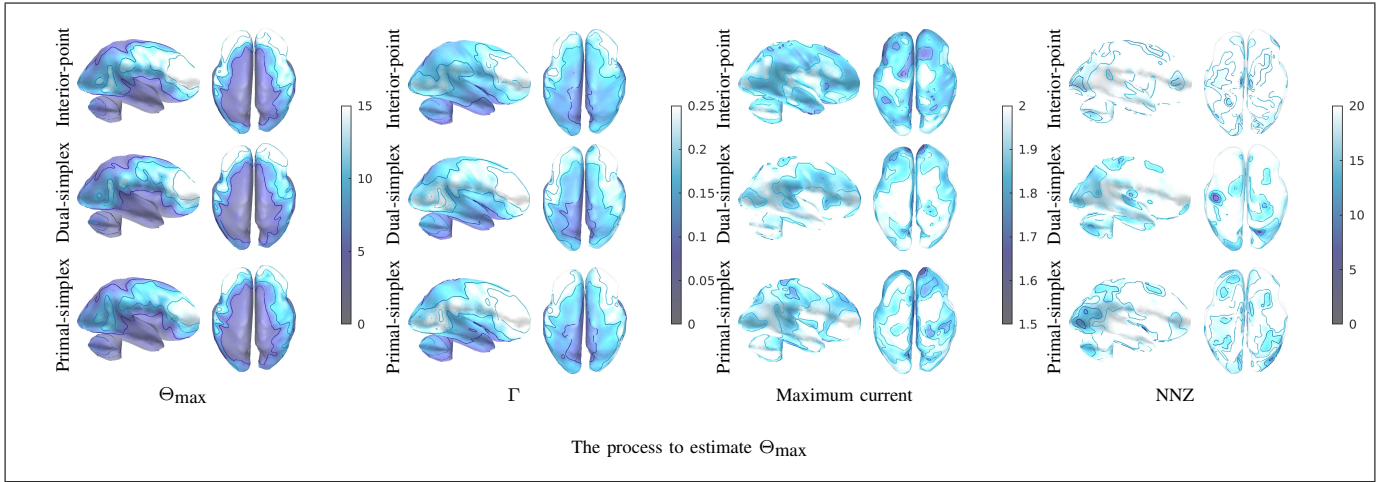 Interior-point
Dual-simplex
Primal-simplex
15
10
5
0
Θmax
Interior-point
Dual-simplex
Primal-simplex
0.25
0.2
0.15
0.1
0.05
0
Γ
Interior-point
Dual-simplex
Primal-simplex
2
1.9
1.8
1.7
1.6
1.5
Maximum current
Interior-point
Dual-simplex
Primal-simplex
20
15
10
5
0
NNZ
The process to estimate Θmax